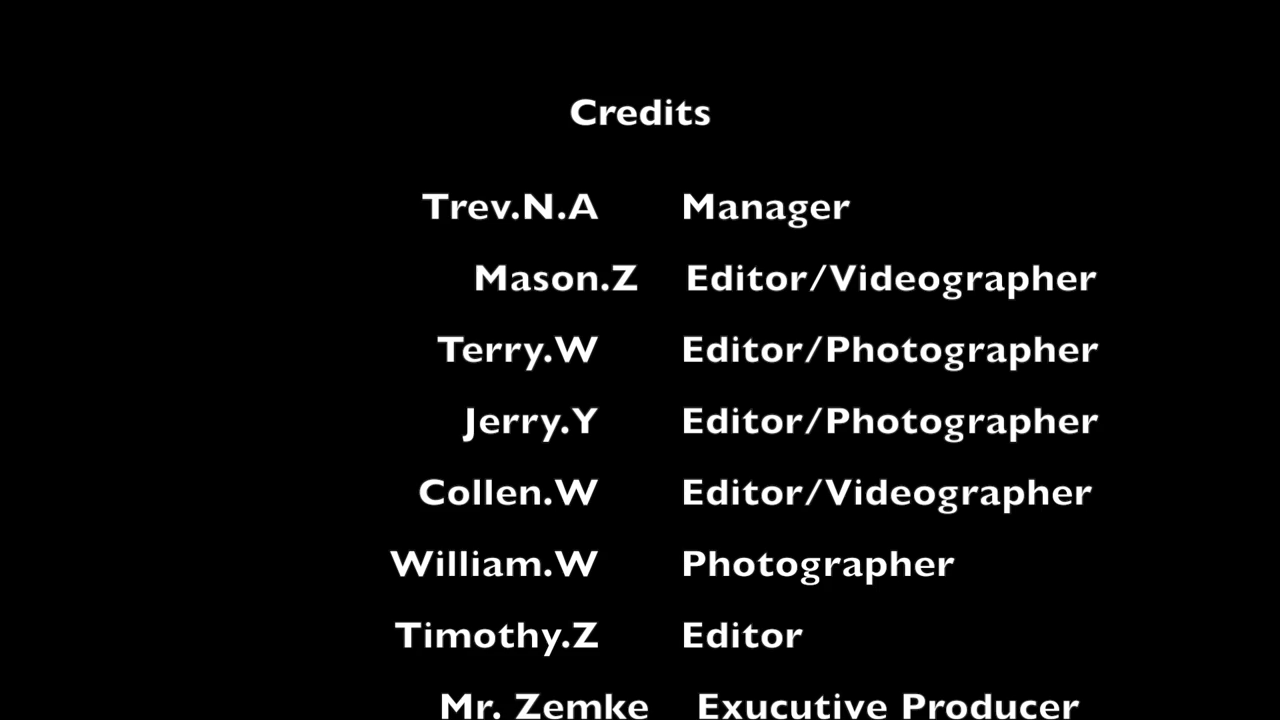 Credits
Trev.N.A Manager
Mason.Z Editor/Videographer
Terry.W Editor/Photographer
Jerry.Y Editor/Photographer
Collen.W Editor/Videographer
William.W Photographer
Timothy.Z Editor
Mr. Zemke Exucutive Producer